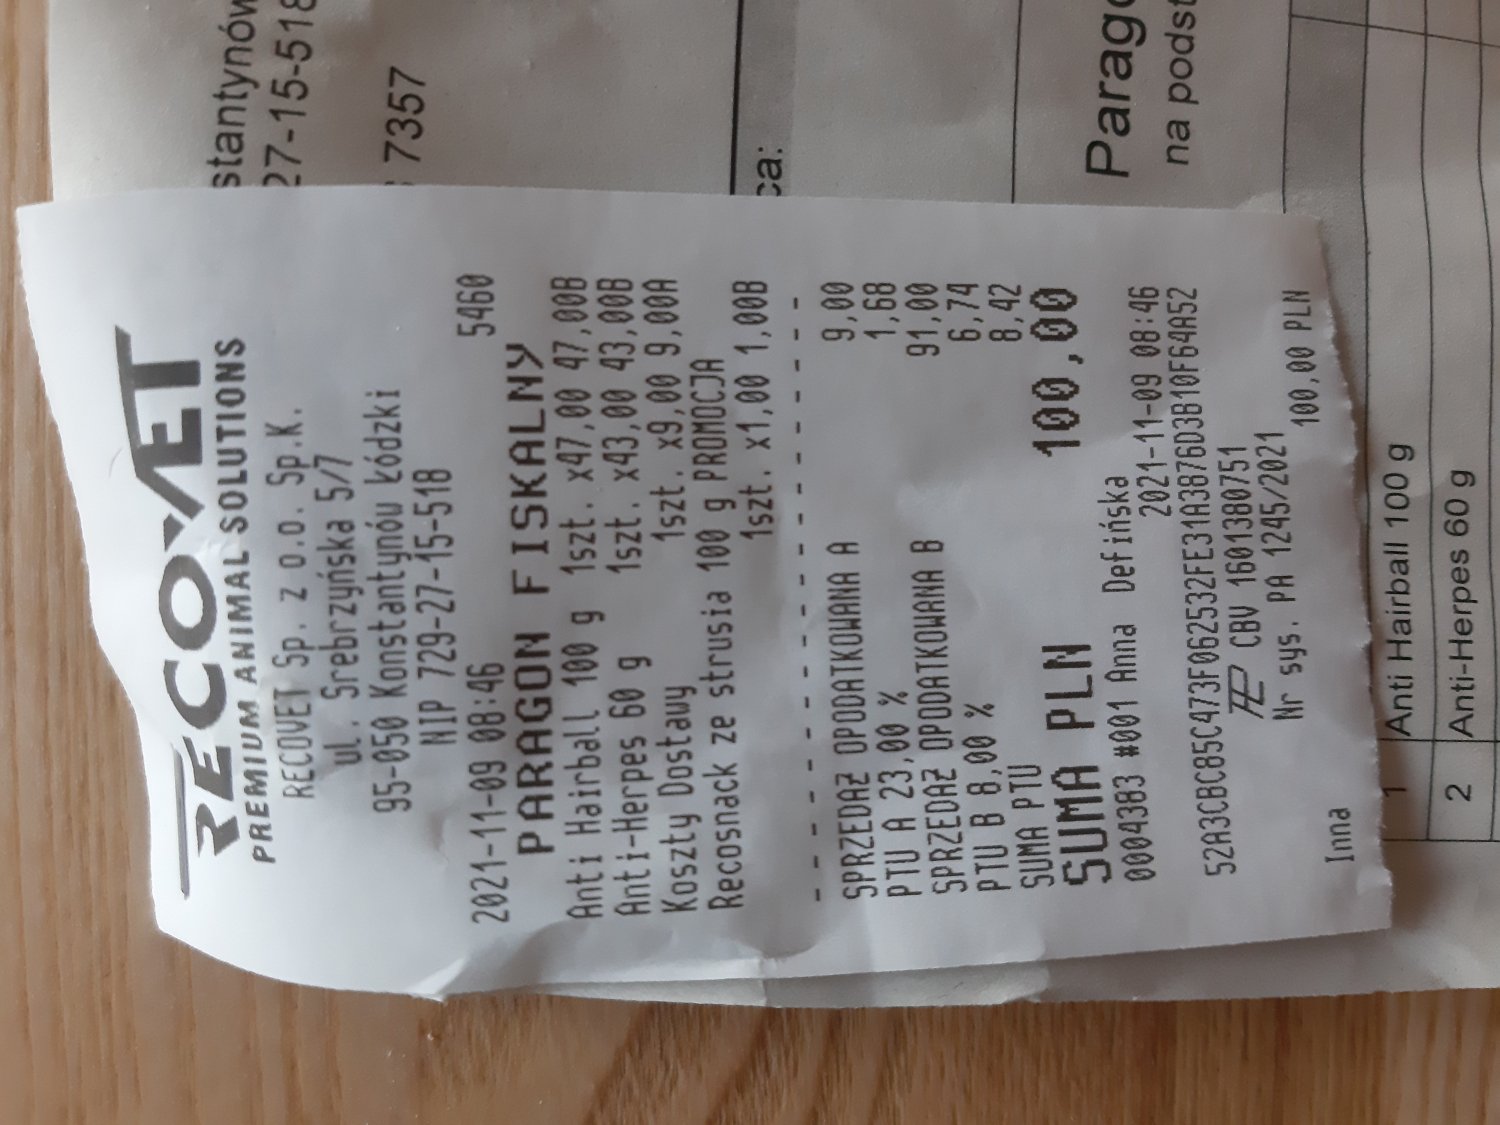 stantynów
27-15-518
7357
ca:
Parag
na podst
RECOVET
PREMIUM ANIMAL SOLUTIONS
RECOVET Sp. z o.o. Sp.K.
ul. Srebrzyńska 5/7
95-050 Konstantynów Łódzki
NIP 729-27-15-518
2021-11-09 08:46 5460
PARAGON FISKALNY
Anti Hairball 100 g 1szt. x47,00 47,00B
Anti-Herpes 60 g 1szt. x43,00 43,00B
Koszty Dostawy 1szt. x9,00 9,00A
Recosnack ze strusia 100 g PROMOCJA
1szt. x1,00 1,00B
SPRZEDAŻ OPODATKOWANA A 9,00
PTU A 23,00 % 1,68
SPRZEDAŻ OPODATKOWANA B 91,00
PTU B 8,00 % 6,74
SUMA PTU 8,42
SUMA PLN 100,00
0004383 #001 Anna Defińska
2021-11-09 08:46
52A3CBC85C473F062532FE31A3B76D3B10F64A52
CBV 1601380751
Nr sys. PA 1245/2021
Inna 100,00 PLN
1 Anti Hairball 100 g
2 Anti-Herpes 60 g